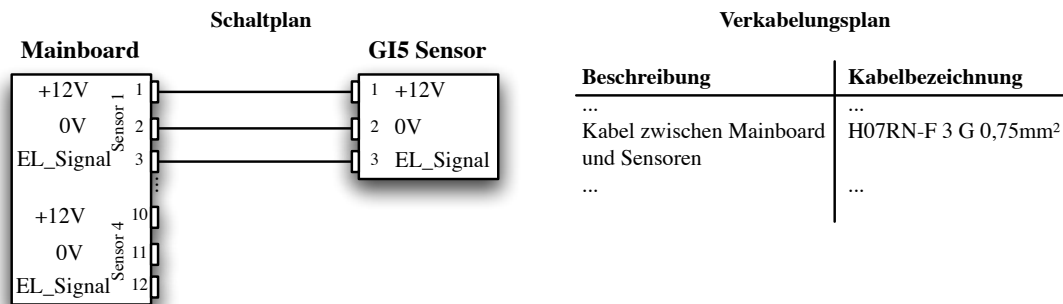 Schaltplan
Mainboard
GI5 Sensor
+12V 1
0V 2
EL_Signal 3
Sensor 1
1 +12V
2 0V
3 EL_Signal
...
+12V 10
0V 11
EL_Signal 12
Sensor 4
Verkabelungsplan
Beschreibung Kabelbezeichnung
... ...
Kabel zwischen Mainboard H07RN-F 3 G 0,75mm²
und Sensoren
... ...